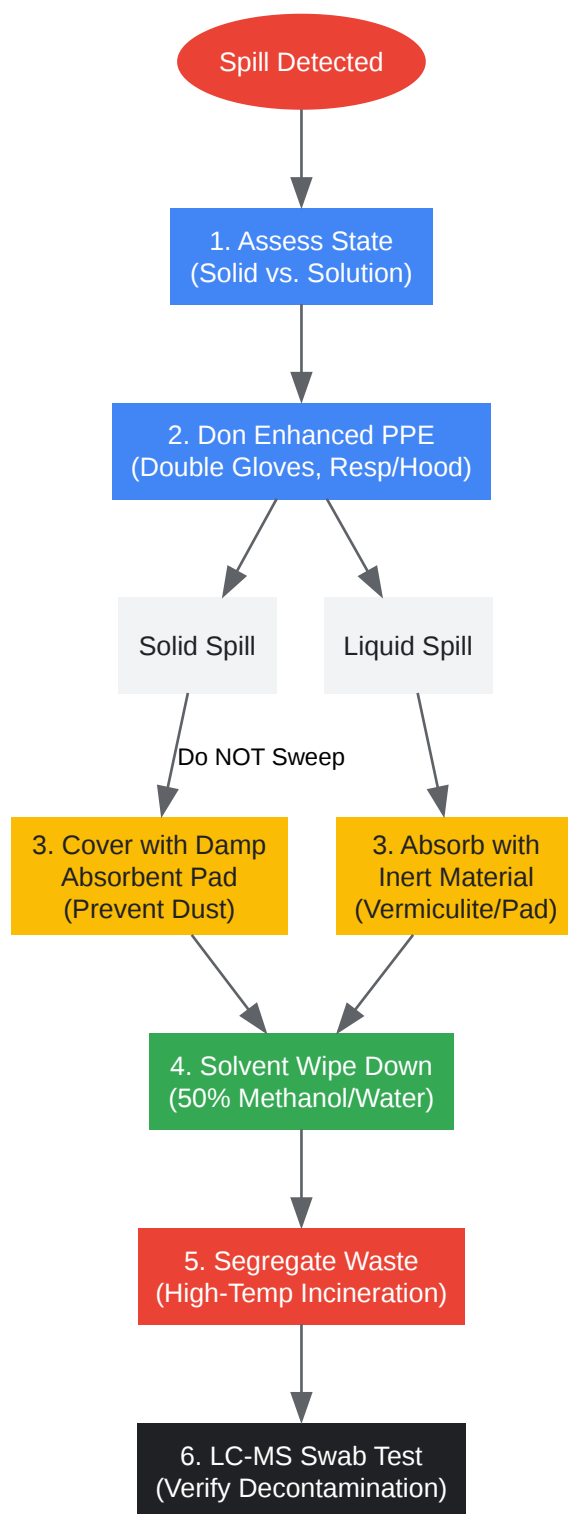 Spill Detected
1. Assess State
(Solid vs. Solution)
2. Don Enhanced PPE
(Double Gloves, Resp/Hood)
Solid Spill
Liquid Spill
Do NOT Sweep
3. Cover with Damp
Absorbent Pad
(Prevent Dust)
3. Absorb with
Inert Material
(Vermiculite/Pad)
4. Solvent Wipe Down
(50% Methanol/Water)
5. Segregate Waste
(High-Temp Incineration)
6. LC-MS Swab Test
(Verify Decontamination)